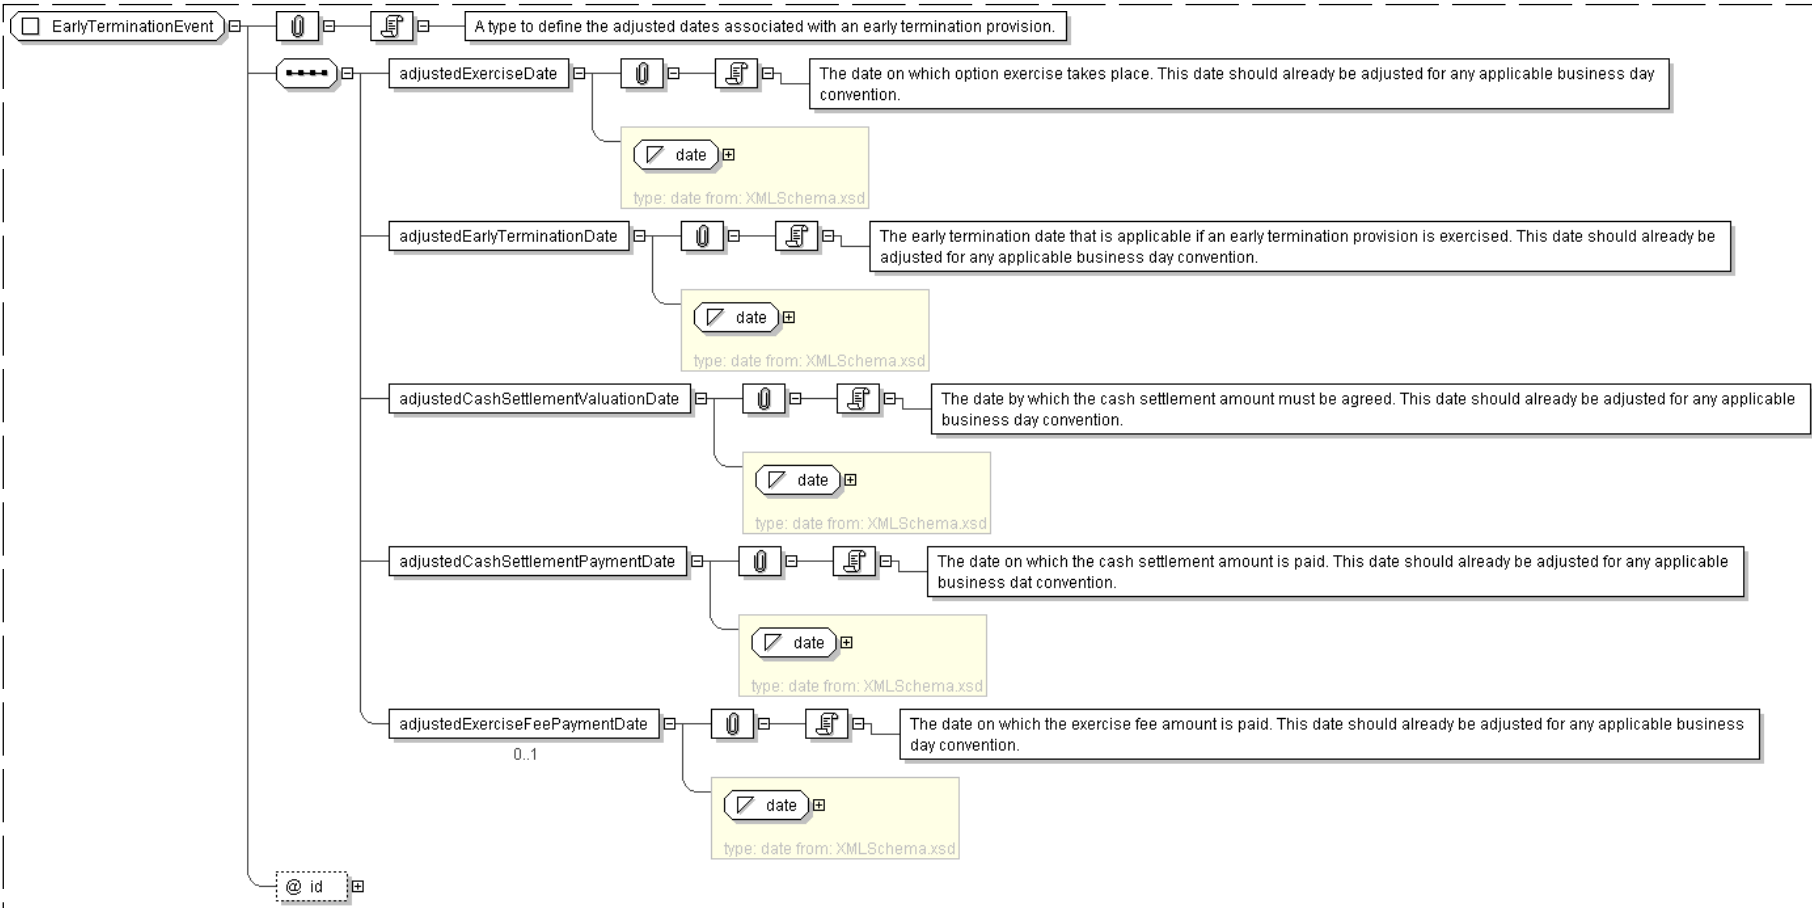 EarlyTerminationEvent
A type to define the adjusted dates associated with an early termination provision.
adjustedExerciseDate
The date on which option exercise takes place. This date should already be adjusted for any applicable business day
convention.
date
type: date from: XMLSchema.xsd
adjustedEarlyTerminationDate
The early termination date that is applicable if an early termination provision is exercised. This date should already be
adjusted for any applicable business day convention.
date
type: date from: XMLSchema.xsd
adjustedCashSettlementValuationDate
The date by which the cash settlement amount must be agreed. This date should already be adjusted for any applicable
business day convention.
date
type: date from: XMLSchema.xsd
adjustedCashSettlementPaymentDate
The date on which the cash settlement amount is paid. This date should already be adjusted for any applicable
business dat convention.
date
type: date from: XMLSchema.xsd
adjustedExerciseFeePaymentDate
0..1
The date on which the exercise fee amount is paid. This date should already be adjusted for any applicable business
day convention.
date
type: date from: XMLSchema.xsd
@ id